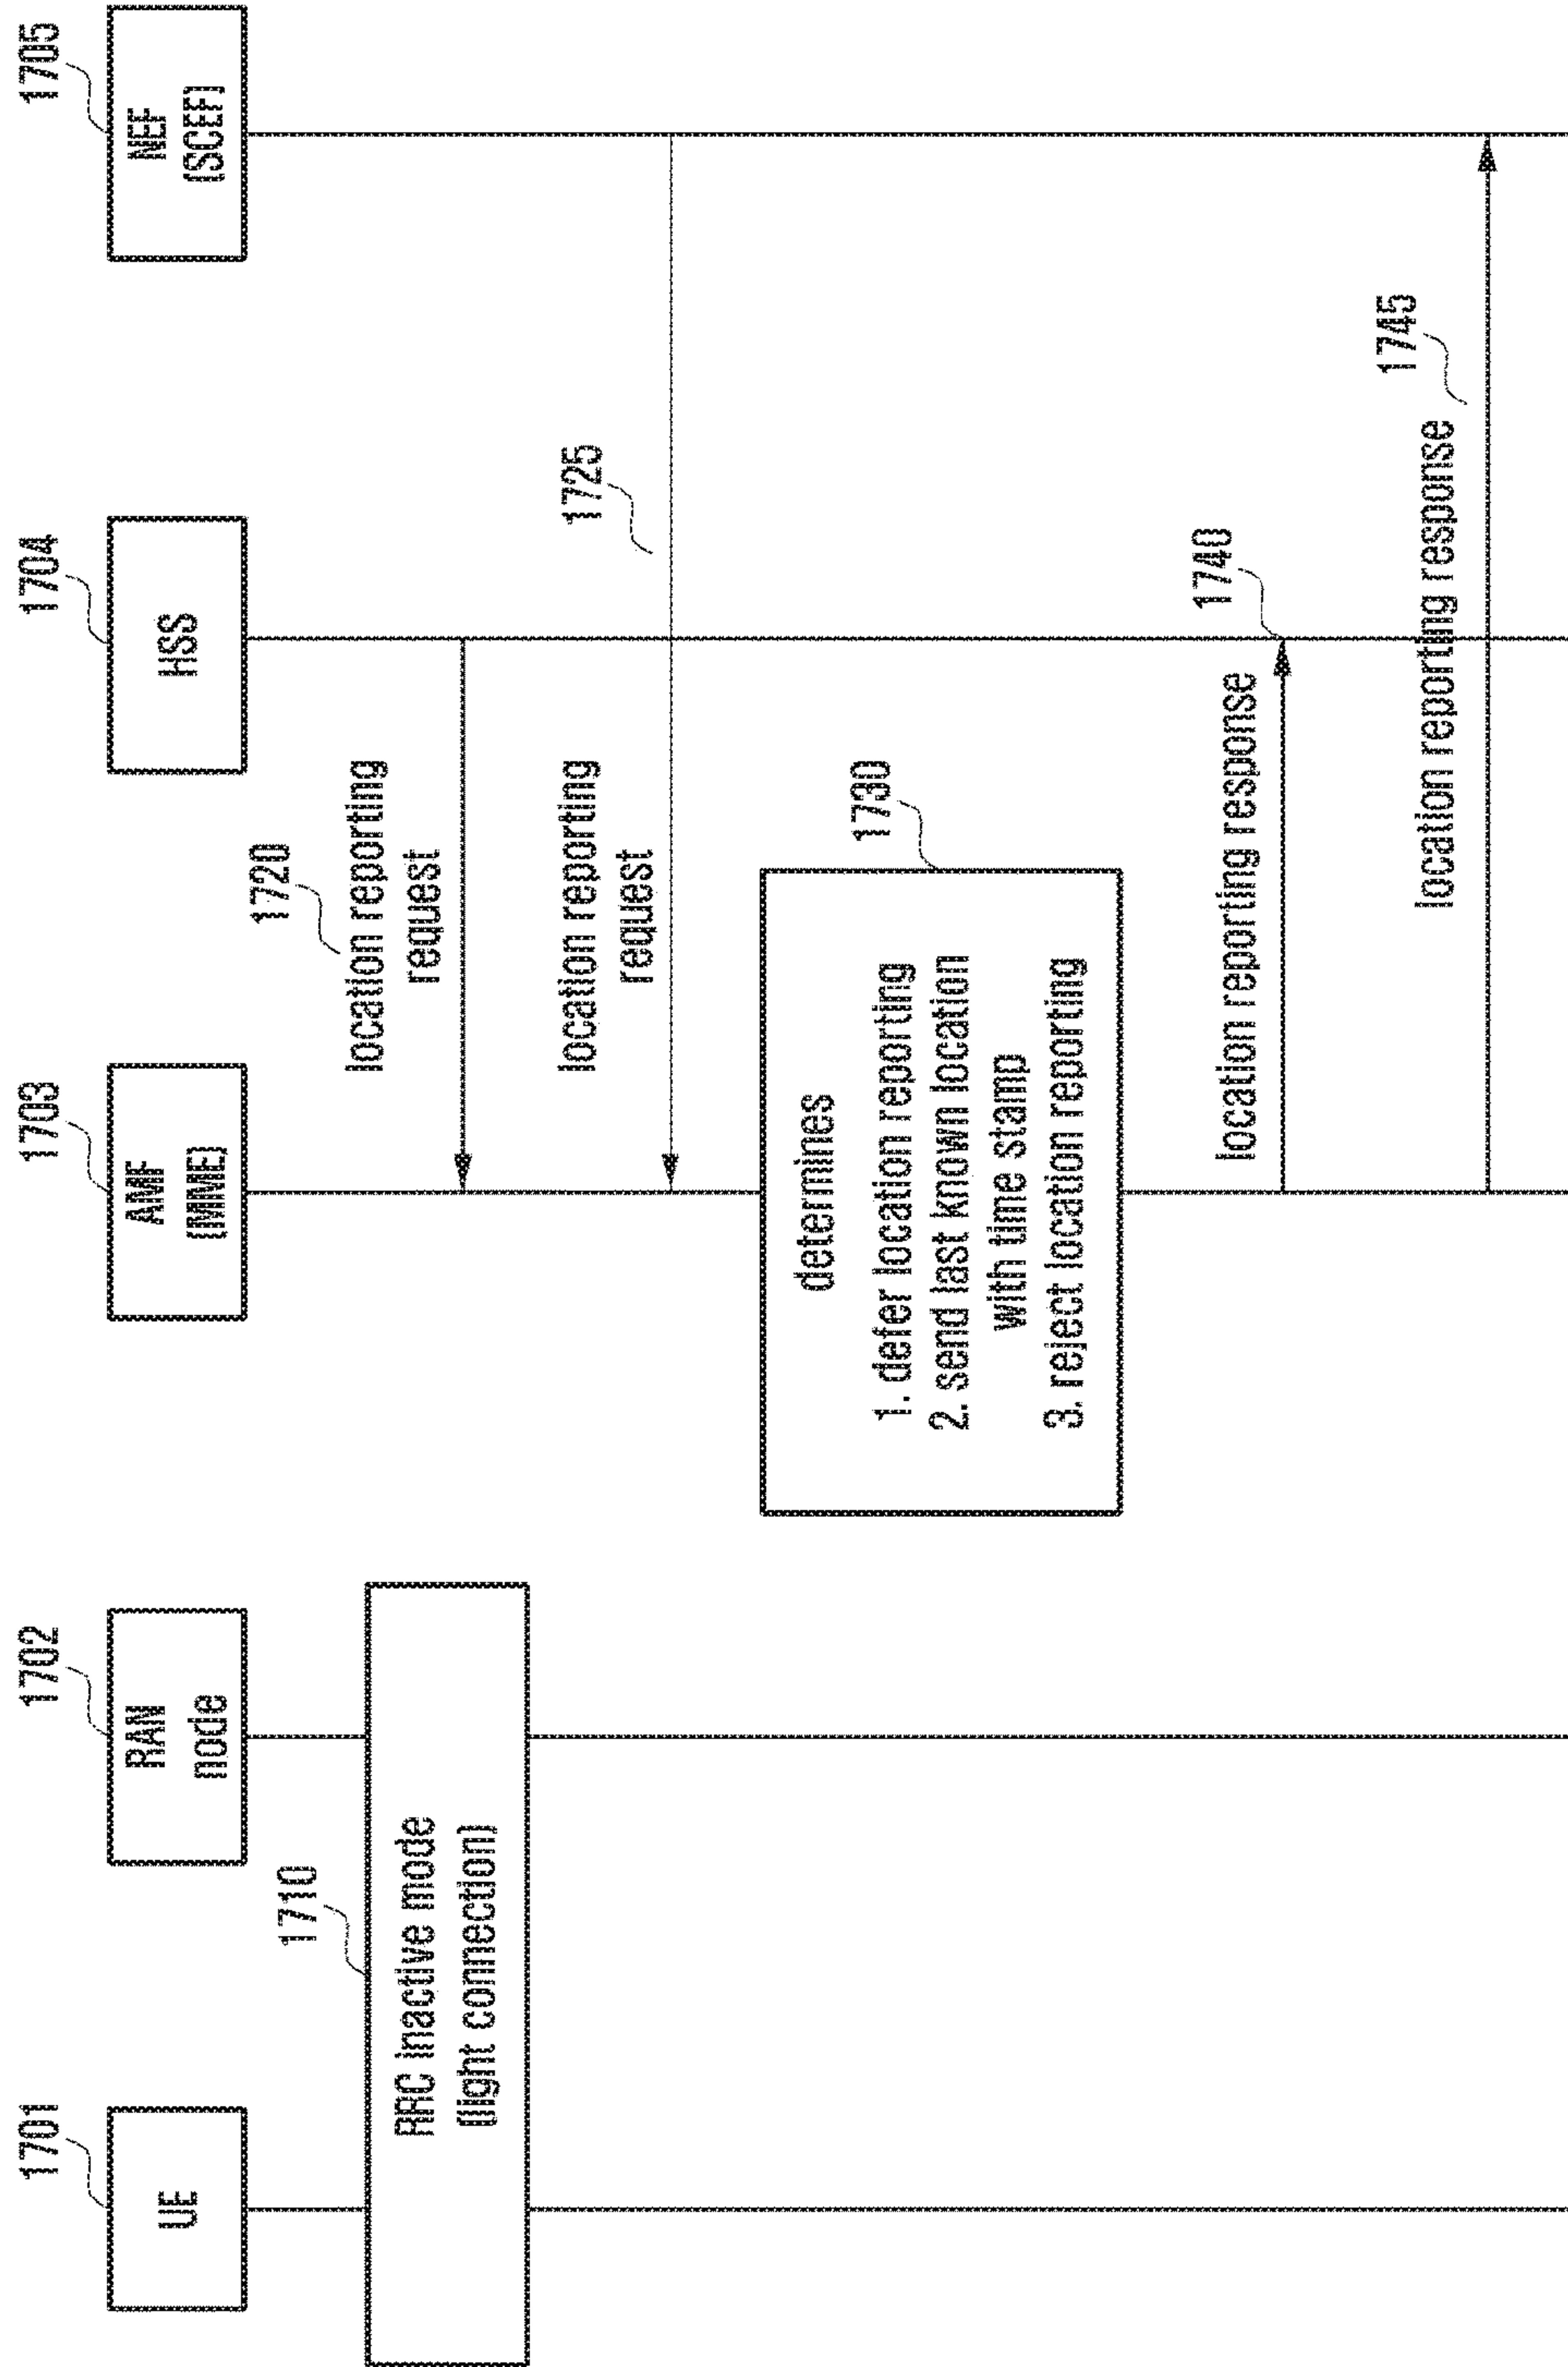 1701
1702
1703
1704
1705
UE
RAN
node
AMF
(MME)
HSS
NEF
(SCEF)
1710
RRC inactive mode
(light connection)
1720
location reporting
request
1725
location reporting
request
1730
determines
1. defer location reporting
2. send last known location
with time stamp
3. reject location reporting
1740
location reporting response
1745
location reporting response